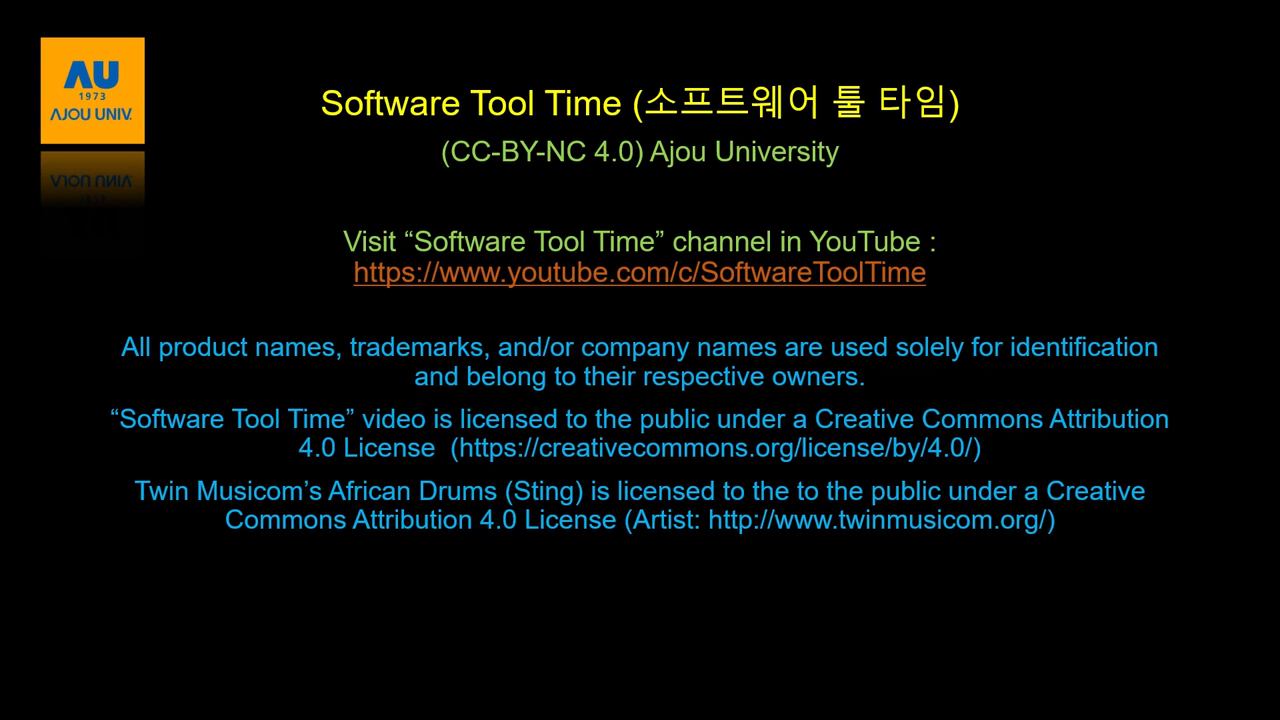 AU
1973
AJOU UNIV.
Software Tool Time (소프트웨어 툴 타임)
(CC-BY-NC 4.0) Ajou University
Visit “Software Tool Time” channel in YouTube :
https://www.youtube.com/c/SoftwareToolTime
All product names, trademarks, and/or company names are used solely for identification
and belong to their respective owners.
“Software Tool Time” video is licensed to the public under a Creative Commons Attribution
4.0 License  (https://creativecommons.org/license/by/4.0/)
Twin Musicom’s African Drums (Sting) is licensed to the to the public under a Creative
Commons Attribution 4.0 License (Artist: http://www.twinmusicom.org/)